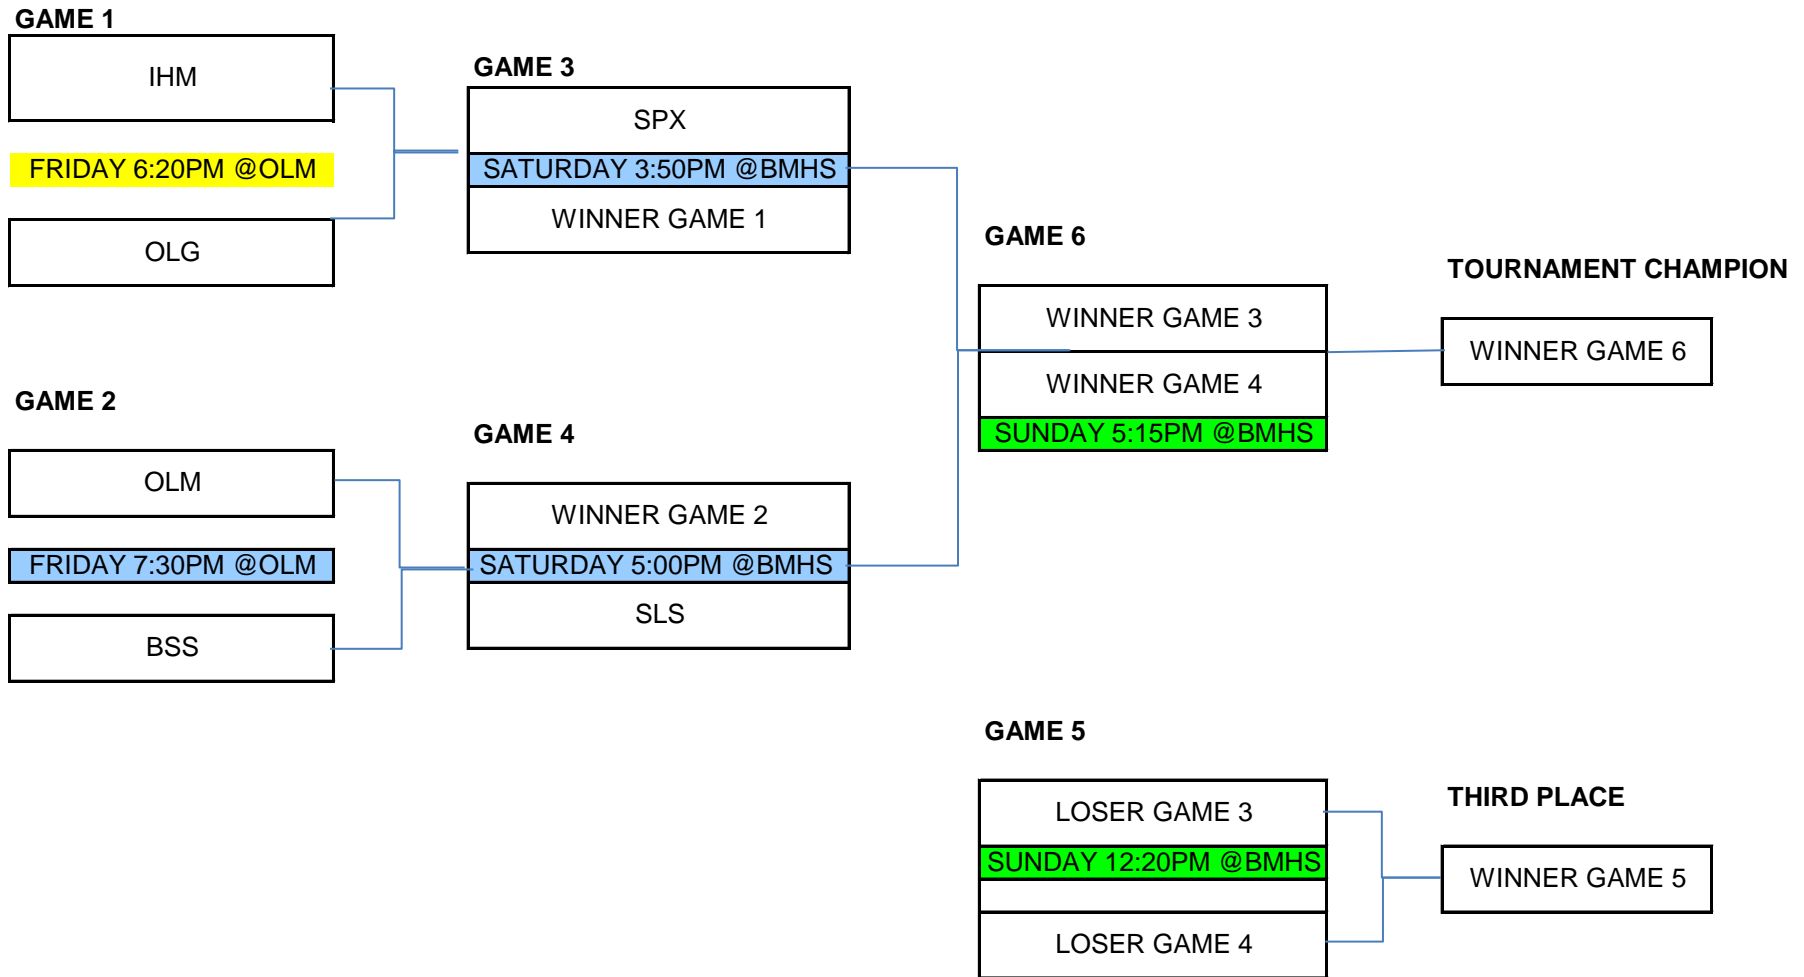 GAME 1
IHM
FRIDAY 6:20PM @OLM
OLG
GAME 3
SPX
SATURDAY 3:50PM @BMHS
WINNER GAME 1
GAME 6
WINNER GAME 3
WINNER GAME 4
SUNDAY 5:15PM @BMHS
TOURNAMENT CHAMPION
WINNER GAME 6
GAME 2
OLM
FRIDAY 7:30PM @OLM
BSS
GAME 4
WINNER GAME 2
SATURDAY 5:00PM @BMHS
SLS
GAME 5
LOSER GAME 3
SUNDAY 12:20PM @BMHS
LOSER GAME 4
THIRD PLACE
WINNER GAME 5